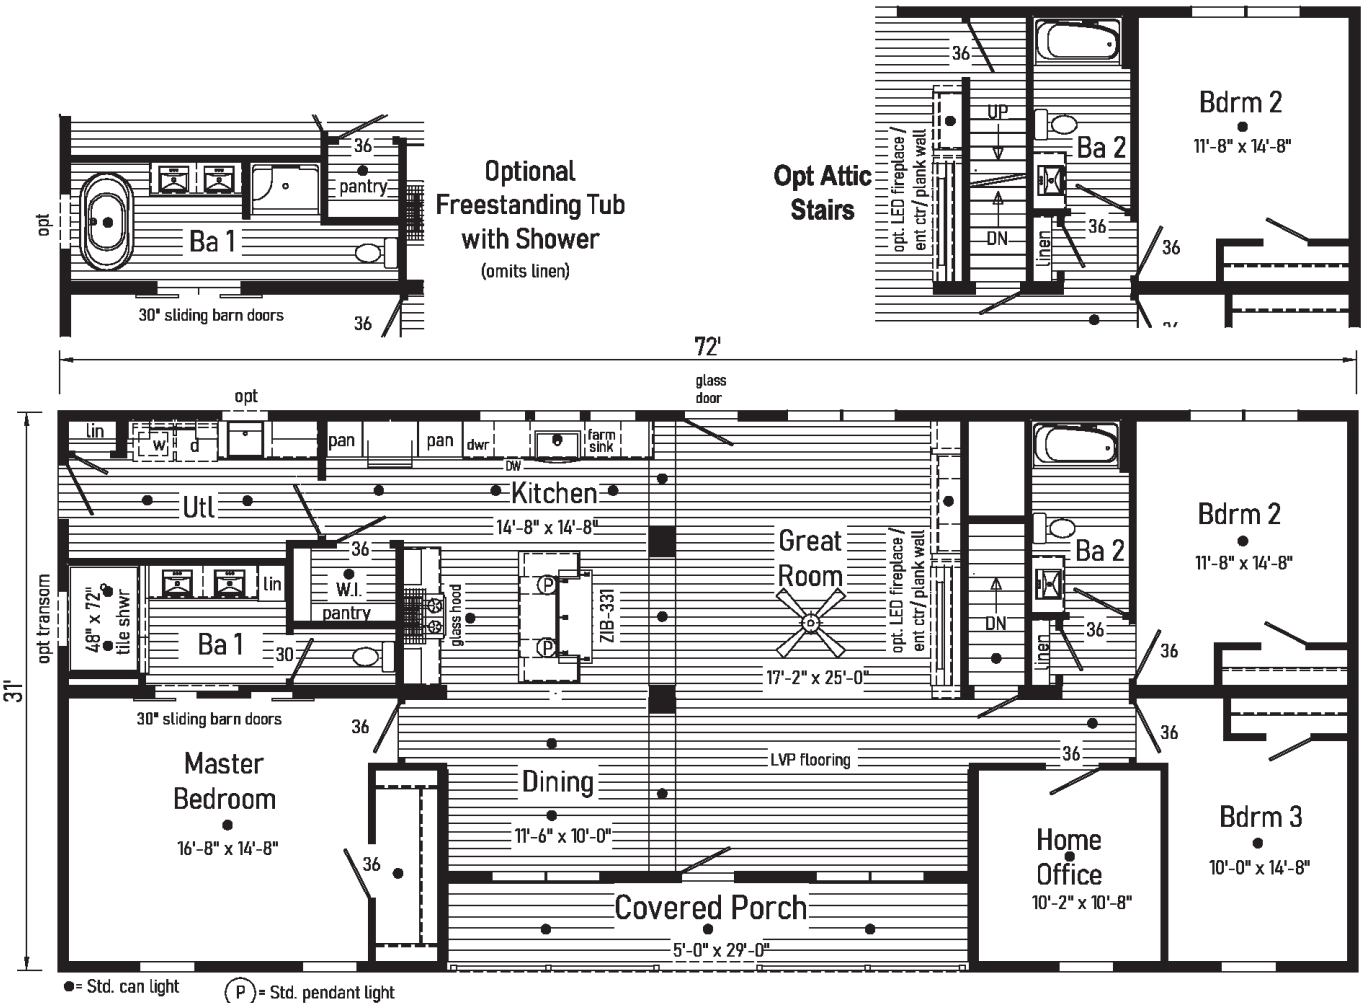 36
pantry
opt
Ba 1
30" sliding barn doors
36
Optional
Freestanding Tub
with Shower
(omits linen)
Opt Attic
Stairs
opt. LED fireplace /
ent ctr/ plank wall
36
UP
DN
linen
Ba 2
36
36
Bdrm 2
11'-8" x 14'-8"
72'
31'
opt
glass
door
lin
w
d
pan
pan
dwr
DW
farm
sink
Utl
Kitchen
14'-8" x 14'-8"
36
W.I.
pantry
opt transom
48" x 72"
tile shwr
lin
Ba 1
30
glass hood
P
P
ZIB-331
Great
Room
17'-2" x 25'-0"
opt. LED fireplace /
ent ctr/ plank wall
DN
linen
Ba 2
36
36
Bdrm 2
11'-8" x 14'-8"
30" sliding barn doors
36
Master
Bedroom
16'-8" x 14'-8"
36
Dining
11'-6" x 10'-0"
LVP flooring
36
36
Home
Office
10'-2" x 10'-8"
Bdrm 3
10'-0" x 14'-8"
Covered Porch
5'-0" x 29'-0"
= Std. can light
P = Std. pendant light